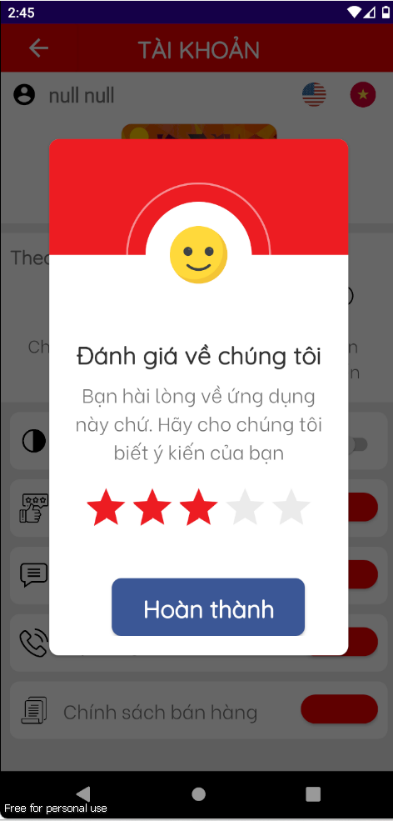 2:45
TÀI KHOẢN
null null
Đánh giá về chúng tôi
Bạn hài lòng về ứng dụng
này chứ. Hãy cho chúng tôi
biết ý kiến của bạn
Hoàn thành
Chính sách bán hàng
Free for personal use